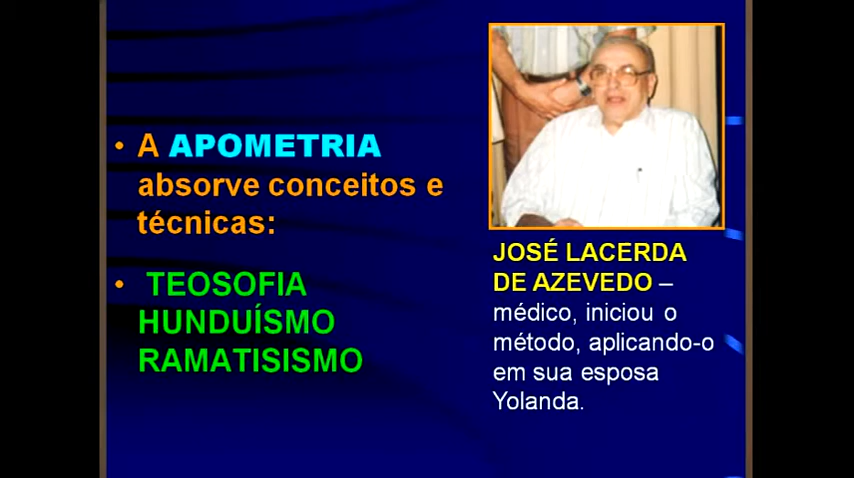 • A APOMETRIA
absorve conceitos e
técnicas:
• TEOSOFIA
HUNDUÍSMO
RAMATISISMO
JOSÉ LACERDA
DE AZEVEDO –
médico, iniciou o
método, aplicando-o
em sua esposa
Yolanda.